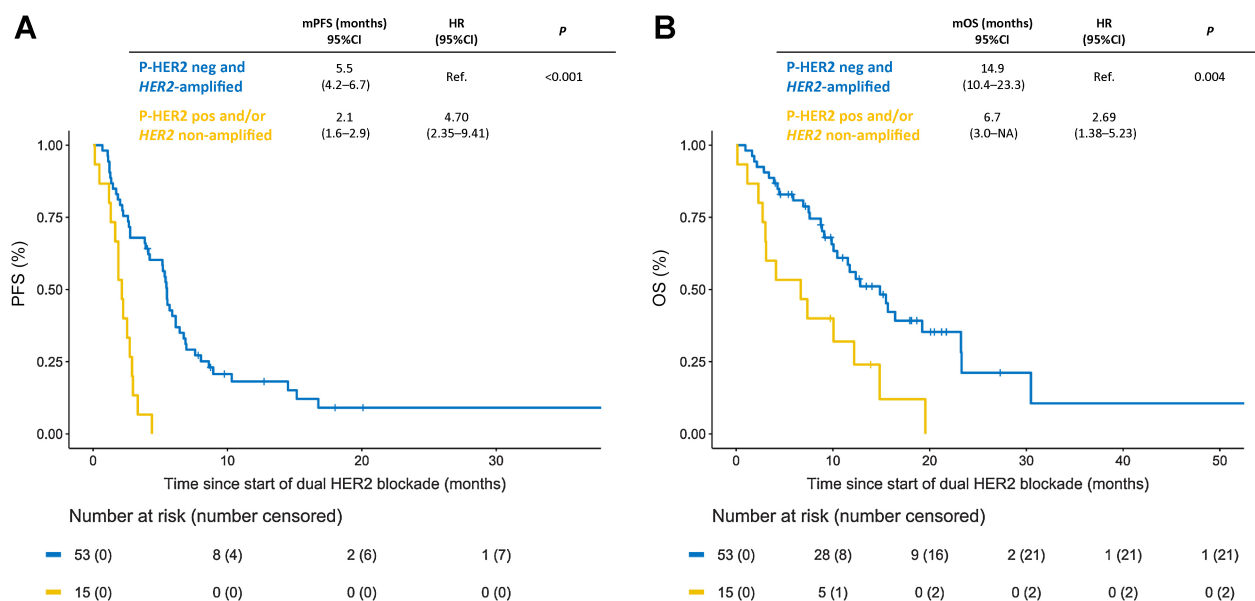 A
mPFS (months) HR P
95%CI (95%CI)
P-HER2 neg and 5.5 Ref. <0.001
HER2-amplified (4.2–6.7)
P-HER2 pos and/or 2.1 4.70
HER2 non-amplified (1.6–2.9) (2.35–9.41)
1.00
0.75
0.50
0.25
0.00
PFS (%)
0 10 20 30
Time since start of dual HER2 blockade (months)
Number at risk (number censored)
53 (0) 8 (4) 2 (6) 1 (7)
15 (0) 0 (0) 0 (0) 0 (0)
B
mOS (months) HR P
95%CI (95%CI)
P-HER2 neg and 14.9 Ref. 0.004
HER2-amplified (10.4–23.3)
P-HER2 pos and/or 6.7 2.69
HER2 non-amplified (3.0–NA) (1.38–5.23)
1.00
0.75
0.50
0.25
0.00
OS (%)
0 10 20 30 40 50
Time since start of dual HER2 blockade (months)
Number at risk (number censored)
53 (0) 28 (8) 9 (16) 2 (21) 1 (21) 1 (21)
15 (0) 5 (1) 0 (2) 0 (2) 0 (2) 0 (2)